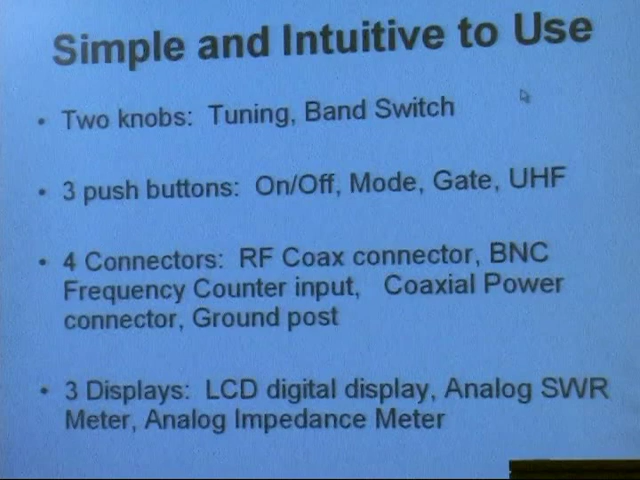 Simple and Intuitive to Use
• Two knobs: Tuning, Band Switch
• 3 push buttons: On/Off, Mode, Gate, UHF
• 4 Connectors: RF Coax connector, BNC
Frequency Counter input, Coaxial Power
connector, Ground post
• 3 Displays: LCD digital display, Analog SWR
Meter, Analog Impedance Meter